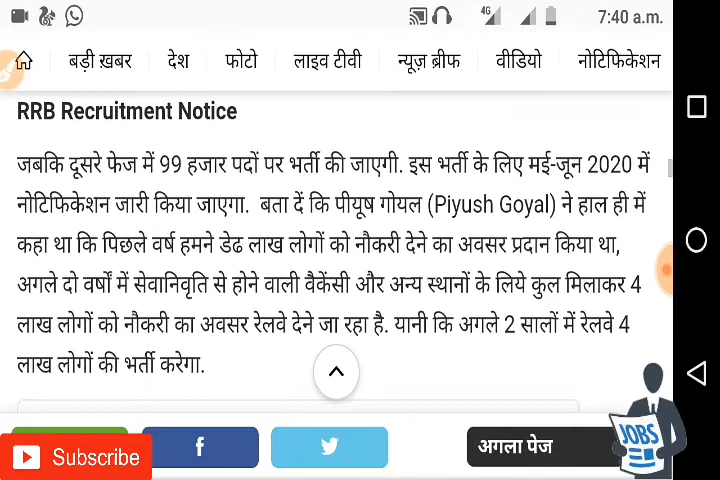 4G
7:40 a.m.
बड़ी ख़बर देश फोटो लाइव टीवी न्यूज़ ब्रीफ वीडियो नोटिफिकेशन
RRB Recruitment Notice
जबकि दूसरे फेज में 99 हजार पदों पर भर्ती की जाएगी. इस भर्ती के लिए मई-जून 2020 में
नोटिफिकेशन जारी किया जाएगा. बता दें कि पीयूष गोयल (Piyush Goyal) ने हाल ही में
कहा था कि पिछले वर्ष हमने डेढ लाख लोगों को नौकरी देने का अवसर प्रदान किया था,
अगले दो वर्षों में सेवानिवृति से होने वाली वैकेंसी और अन्य स्थानों के लिये कुल मिलाकर 4
लाख लोगों को नौकरी का अवसर रेलवे देने जा रहा है. यानी कि अगले 2 सालों में रेलवे 4
लाख लोगों की भर्ती करेगा.
Subscribe
f
अगला पेज
JOBS